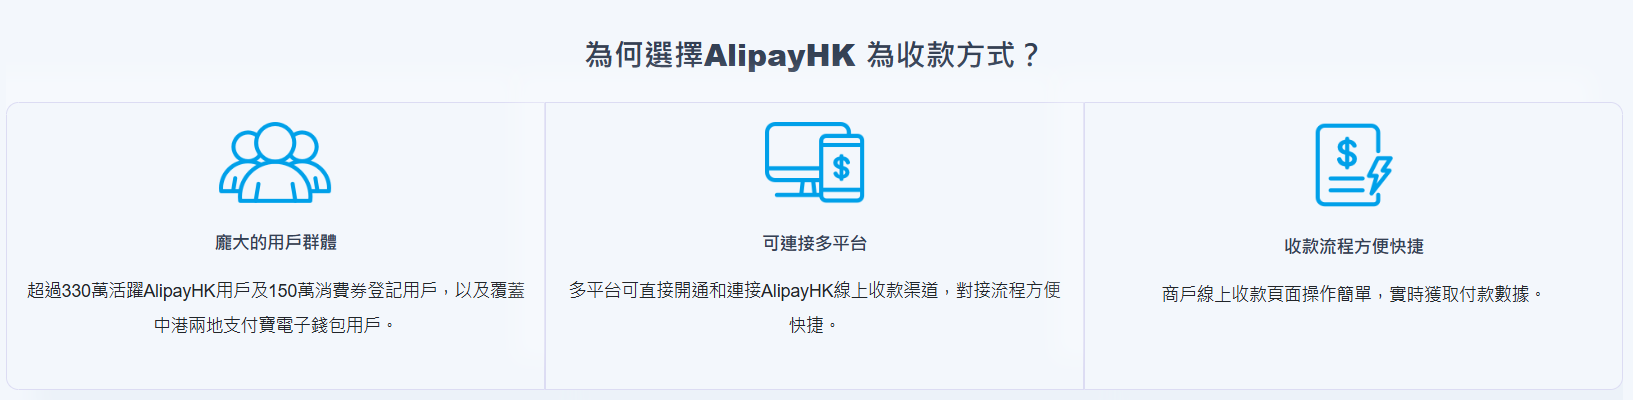 為何選擇AlipayHK 為收款方式？
龐大的用戶群體
超過330萬活躍AlipayHK用戶及150萬消費券登記用戶，以及覆蓋
中港兩地支付寶電子錢包用戶。
可連接多平台
多平台可直接開通和連接AlipayHK線上收款渠道，對接流程方便
快捷。
收款流程方便快捷
商戶線上收款頁面操作簡單，實時獲取付款數據。